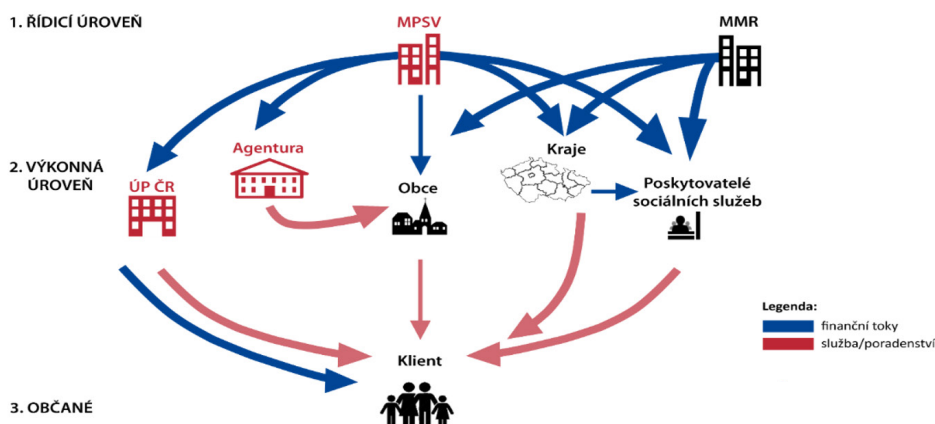 1. ŘÍDICÍ ÚROVEŇ
MPSV
MMR
2. VÝKONNÁ
ÚROVEŇ
ÚP ČR
Agentura
Obce
Kraje
Poskytovatelé
sociálních služeb
Legenda:
finanční toky
služba/poradenství
Klient
3. OBČANÉ